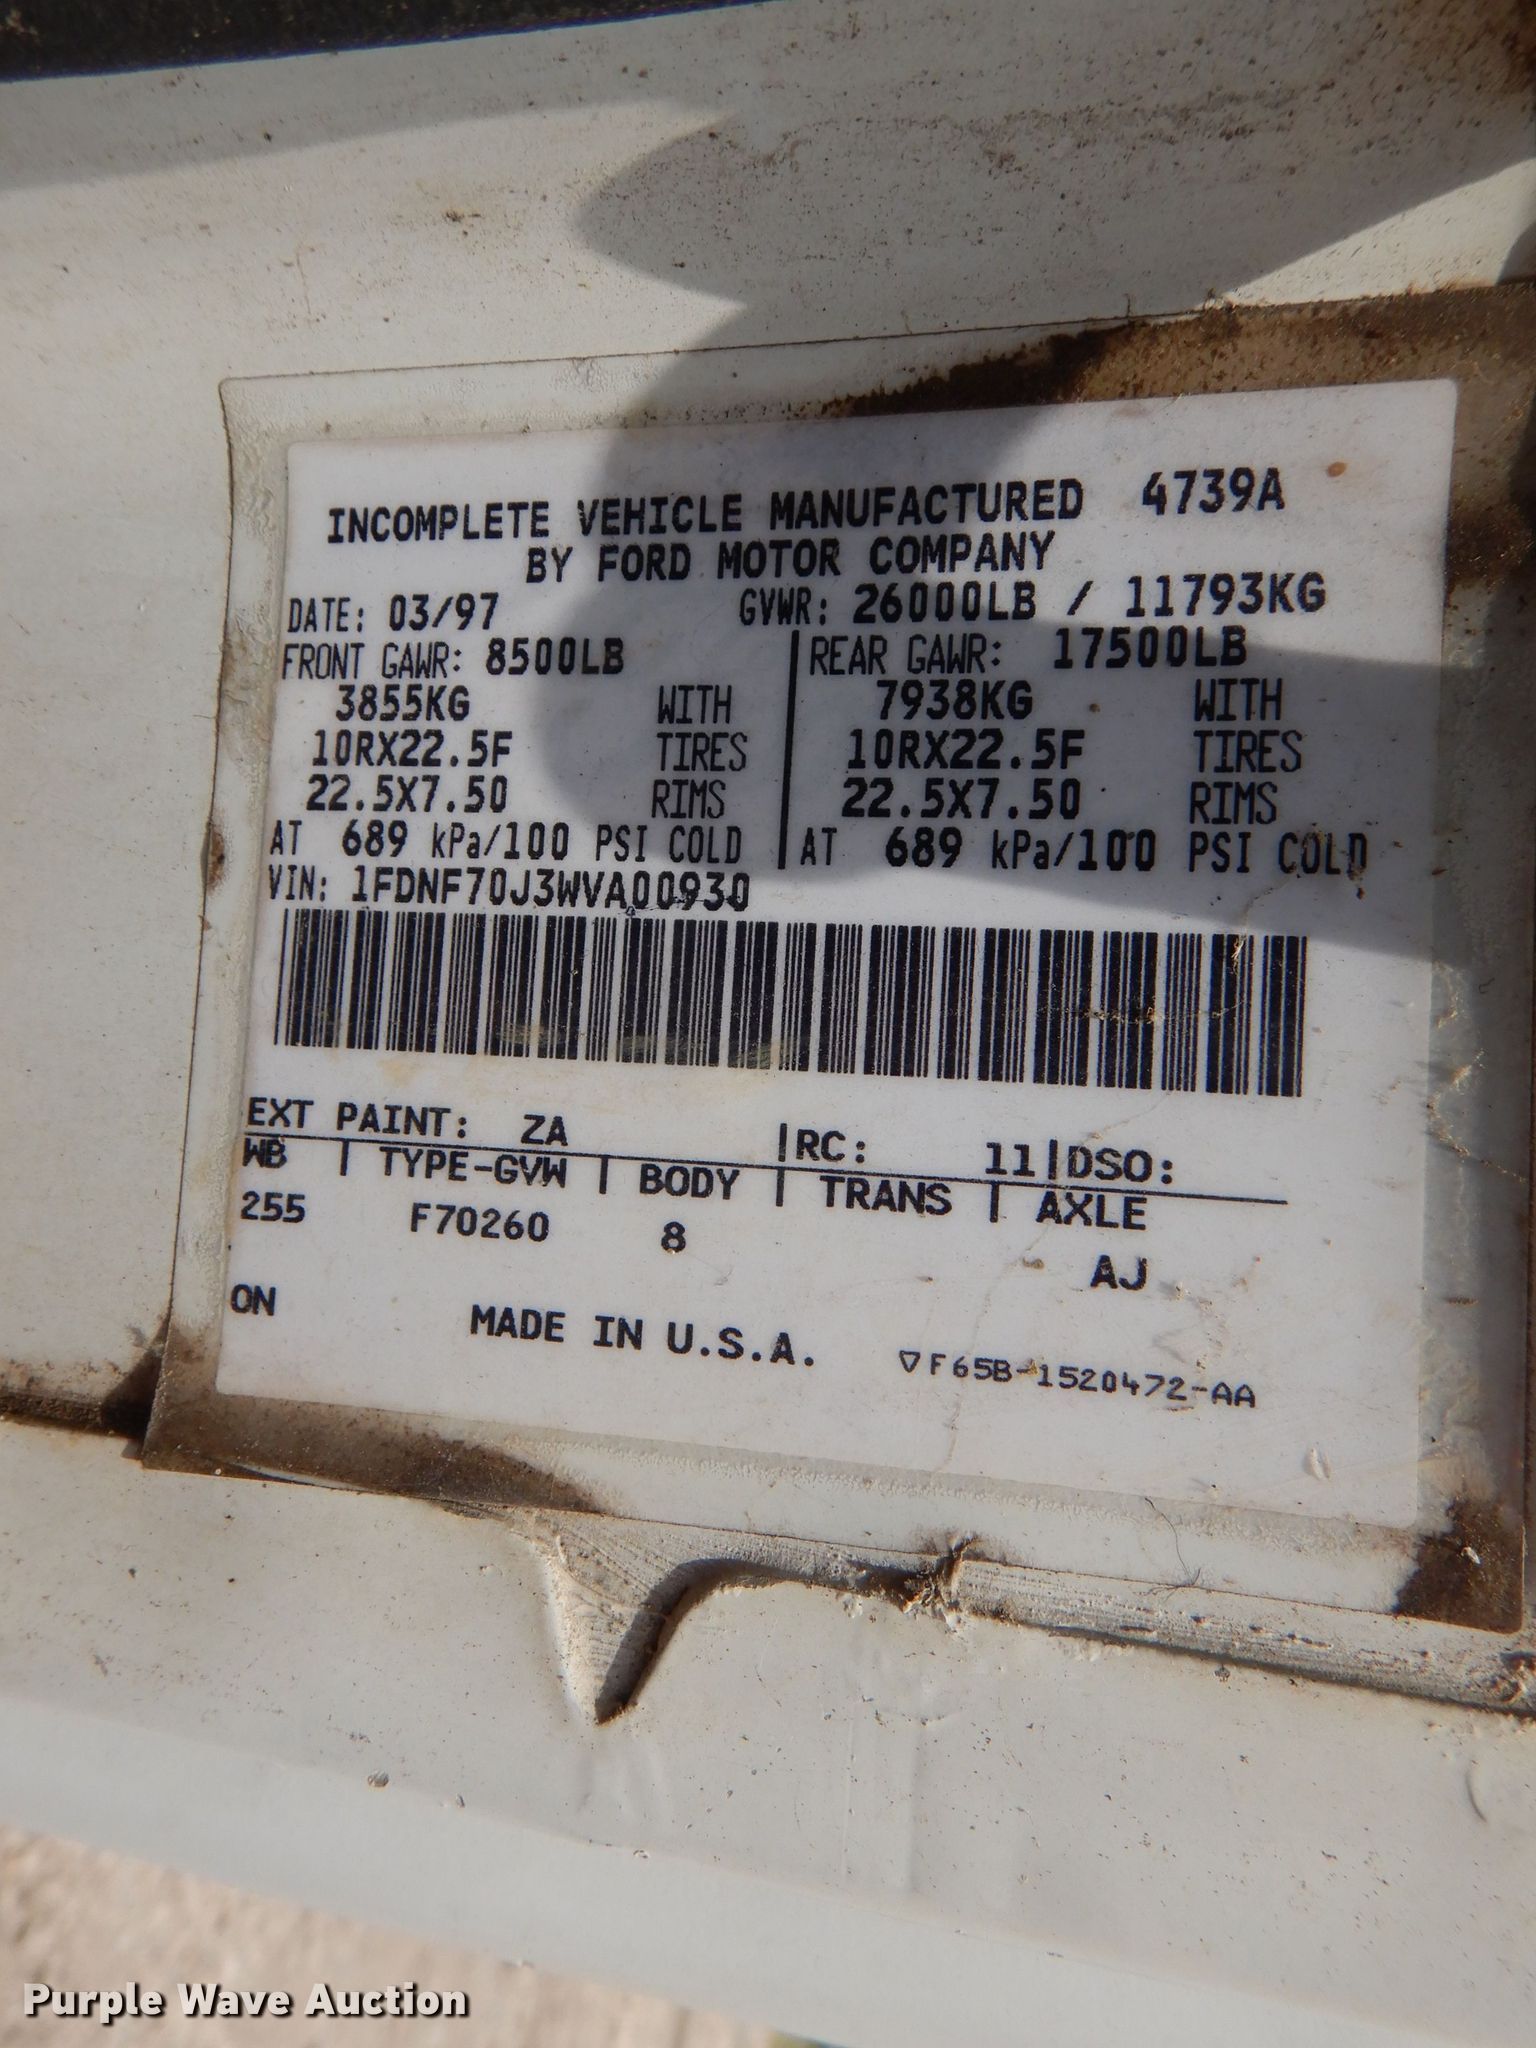 INCOMPLETE VEHICLE MANUFACTURED 4739A
BY FORD MOTOR COMPANY
DATE: 03/97 GVWR: 26000LB / 11793KG
FRONT GAWR: 8500LB REAR GAWR: 17500LB
3855KG WITH 7938KG WITH
10RX22.5F TIRES 10RX22.5F TIRES
22.5X7.50 RIMS 22.5X7.50 RIMS
AT 689 kPa/100 PSI COLD AT 689 kPa/100 PSI COLD
VIN: 1FDNF70J3WVA00930
EXT PAINT: ZA |RC: 11|DSO:
WB | TYPE-GVW | BODY | TRANS | AXLE
255 F70260 8 AJ
ON MADE IN U.S.A. ▽F65B-1520472-AA
Purple Wave Auction